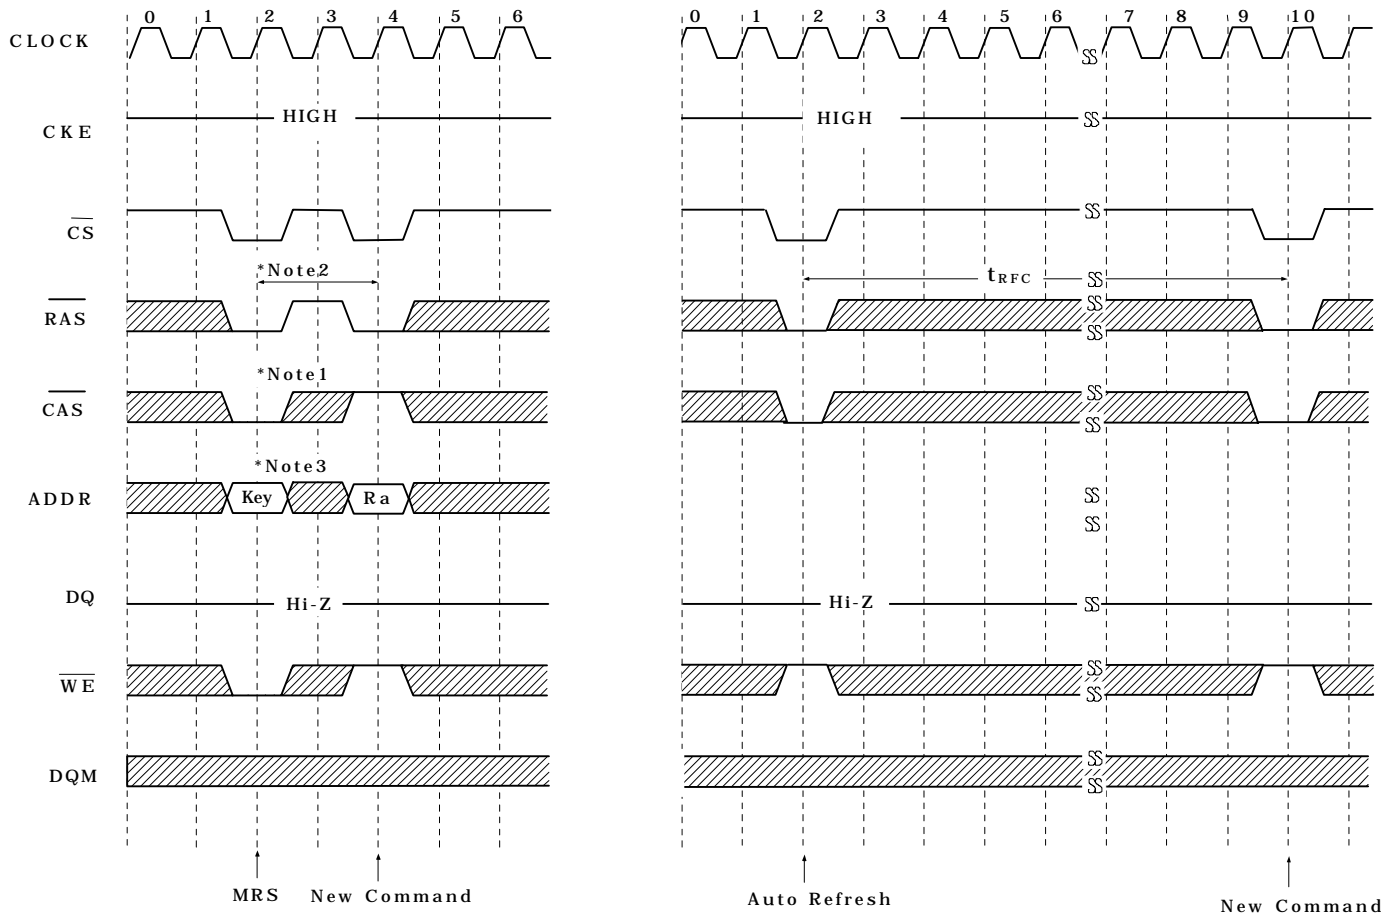 0 1 2 3 4 5 6 0 1 2 3 4 5 6 7 8 9 10
CLOCK
CKE HIGH HIGH
CS
*Note2 tRFC
RAS
*Note1
CAS
*Note3
ADDR Key Ra
DQ Hi-Z Hi-Z
WE
DQM
MRS New Command Auto Refresh New Command